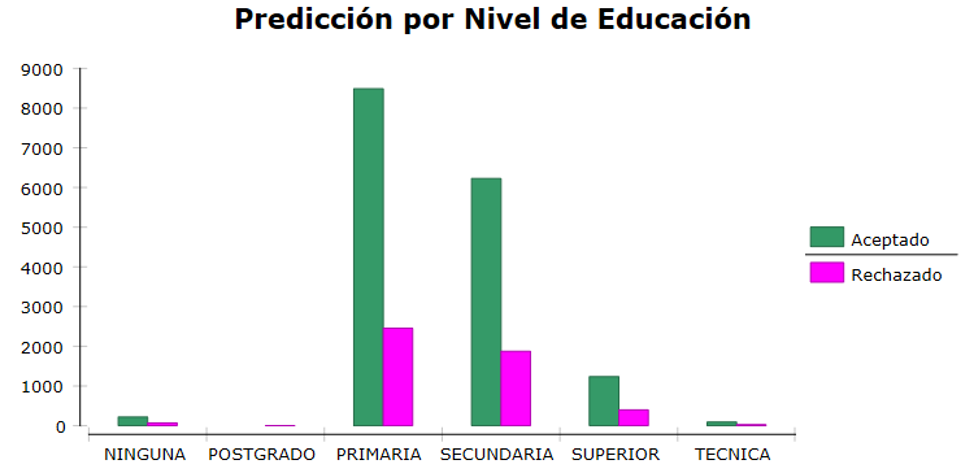 Predicción por Nivel de Educación
9000
8000
7000
6000
5000
4000
3000
2000
1000
0
NINGUNA POSTGRADO PRIMARIA SECUNDARIA SUPERIOR TECNICA
Aceptado
Rechazado